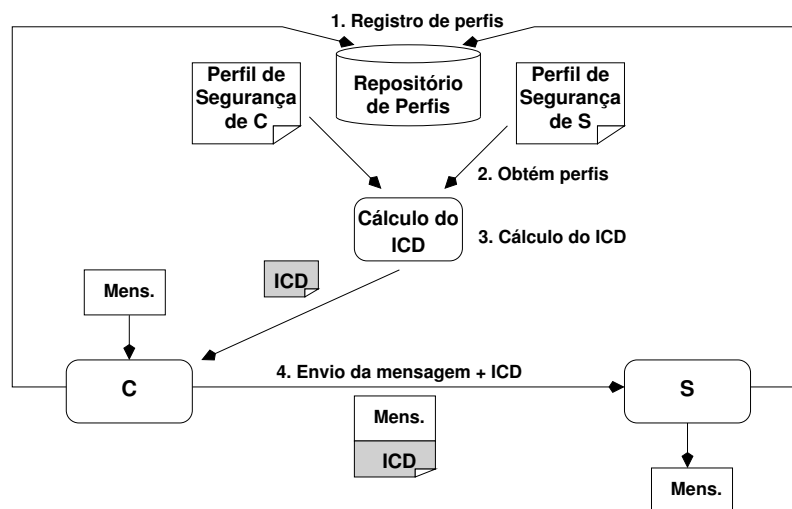 1. Registro de perfis
Repositório
de Perfis
Perfil de
Segurança
de C
Perfil de
Segurança
de S
2. Obtém perfis
Cálculo do
ICD
3. Cálculo do ICD
ICD
Mens.
C
4. Envio da mensagem + ICD
S
Mens.
ICD
Mens.